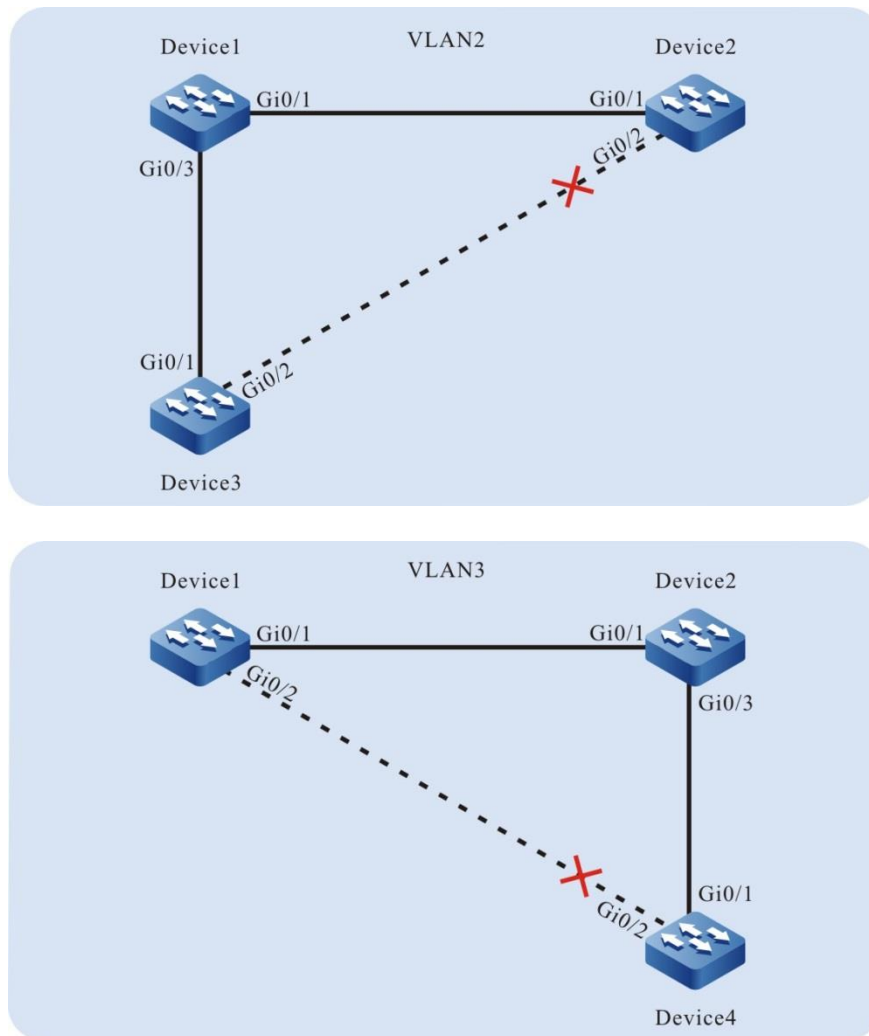 VLAN2
Device1
Device2
Gi0/1
Gi0/1
Gi0/2
Gi0/3
Gi0/1
Gi0/2
Device3
VLAN3
Device1
Device2
Gi0/1
Gi0/1
Gi0/2
Gi0/3
Gi0/1
Gi0/2
Device4